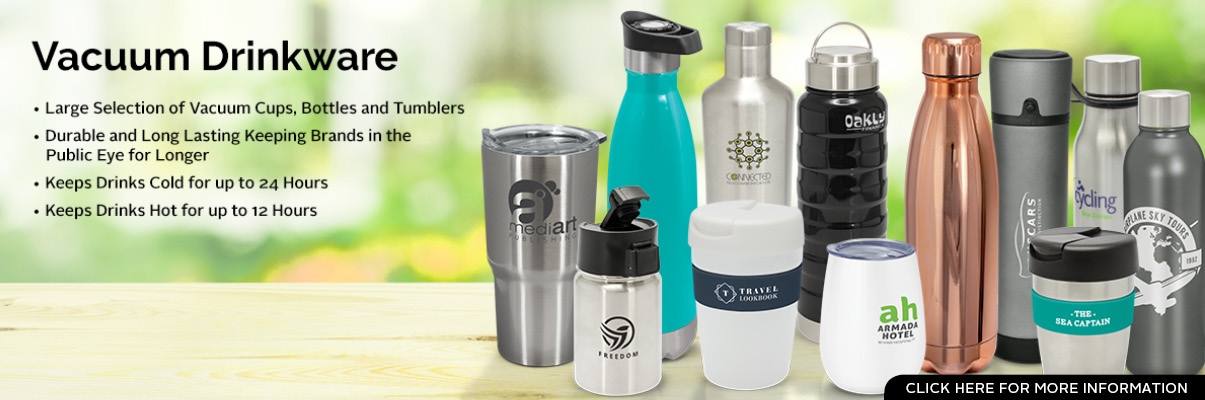 Vacuum Drinkware
• Large Selection of Vacuum Cups, Bottles and Tumblers
• Durable and Long Lasting Keeping Brands in the
Public Eye for Longer
• Keeps Drinks Cold for up to 24 Hours
• Keeps Drinks Hot for up to 12 Hours
mediart
PUBLISHING
FREEDOM
CONNECTED
TRAVEL
LOOKBOOK
Oakly
ah
ARMADA
HOTEL
CARS
cycling
-THE-
SEA CAPTAIN
PLANE SKY TOURS
1982
CLICK HERE FOR MORE INFORMATION